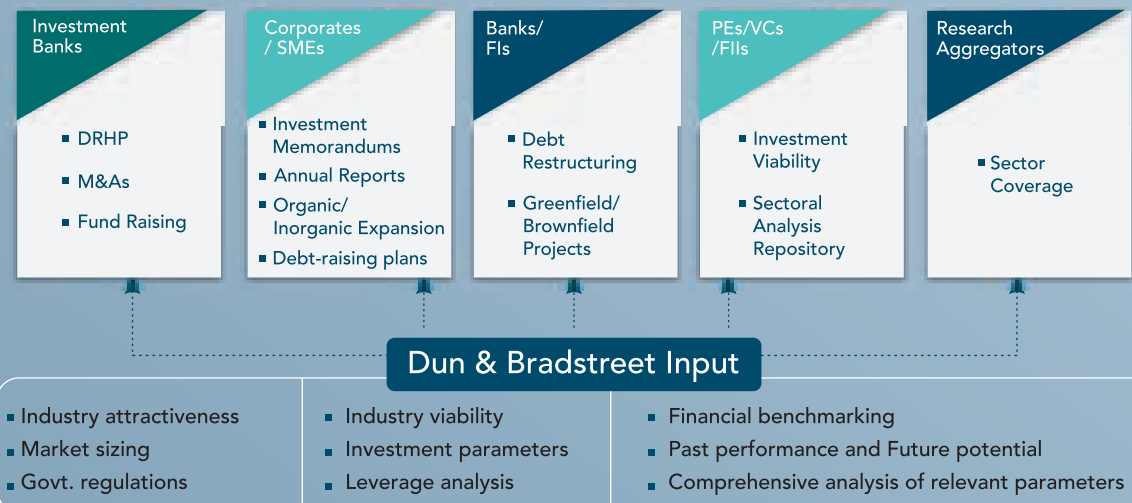 Investment
Banks
DRHP
M&As
Fund Raising
Corporates
/ SMEs
Investment
Memorandums
Annual Reports
Organic/
Inorganic Expansion
Debt-raising plans
Banks/
FIs
Debt
Restructuring
Greenfield/
Brownfield
Projects
PEs/VCs
/FIIs
Investment
Viability
Sectoral
Analysis
Repository
Research
Aggregators
Sector
Coverage
Dun & Bradstreet Input
Industry attractiveness
Market sizing
Govt. regulations
Industry viability
Investment parameters
Leverage analysis
Financial benchmarking
Past performance and Future potential
Comprehensive analysis of relevant parameters